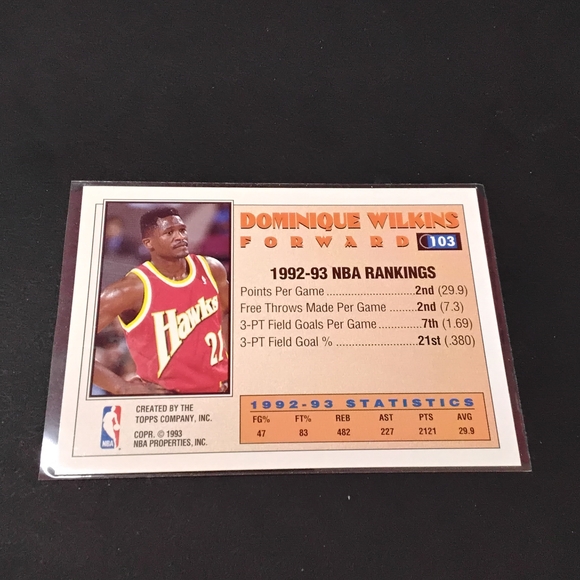 DOMINIQUE WILKINS
FORWARD 103
1992-93 NBA RANKINGS
Points Per Game ........................2nd (29.9)
Free Throws Made Per Game .......2nd (7.3)
3-PT Field Goals Per Game ..........7th (1.69)
3-PT Field Goal % .....................21st (.380)
Hawks
21
NBA
CREATED BY THE
TOPPS COMPANY, INC.
COPR. © 1993
NBA PROPERTIES, INC.
1992-93 STATISTICS
FG% FT% REB AST PTS AVG
47 83 482 227 2121 29.9